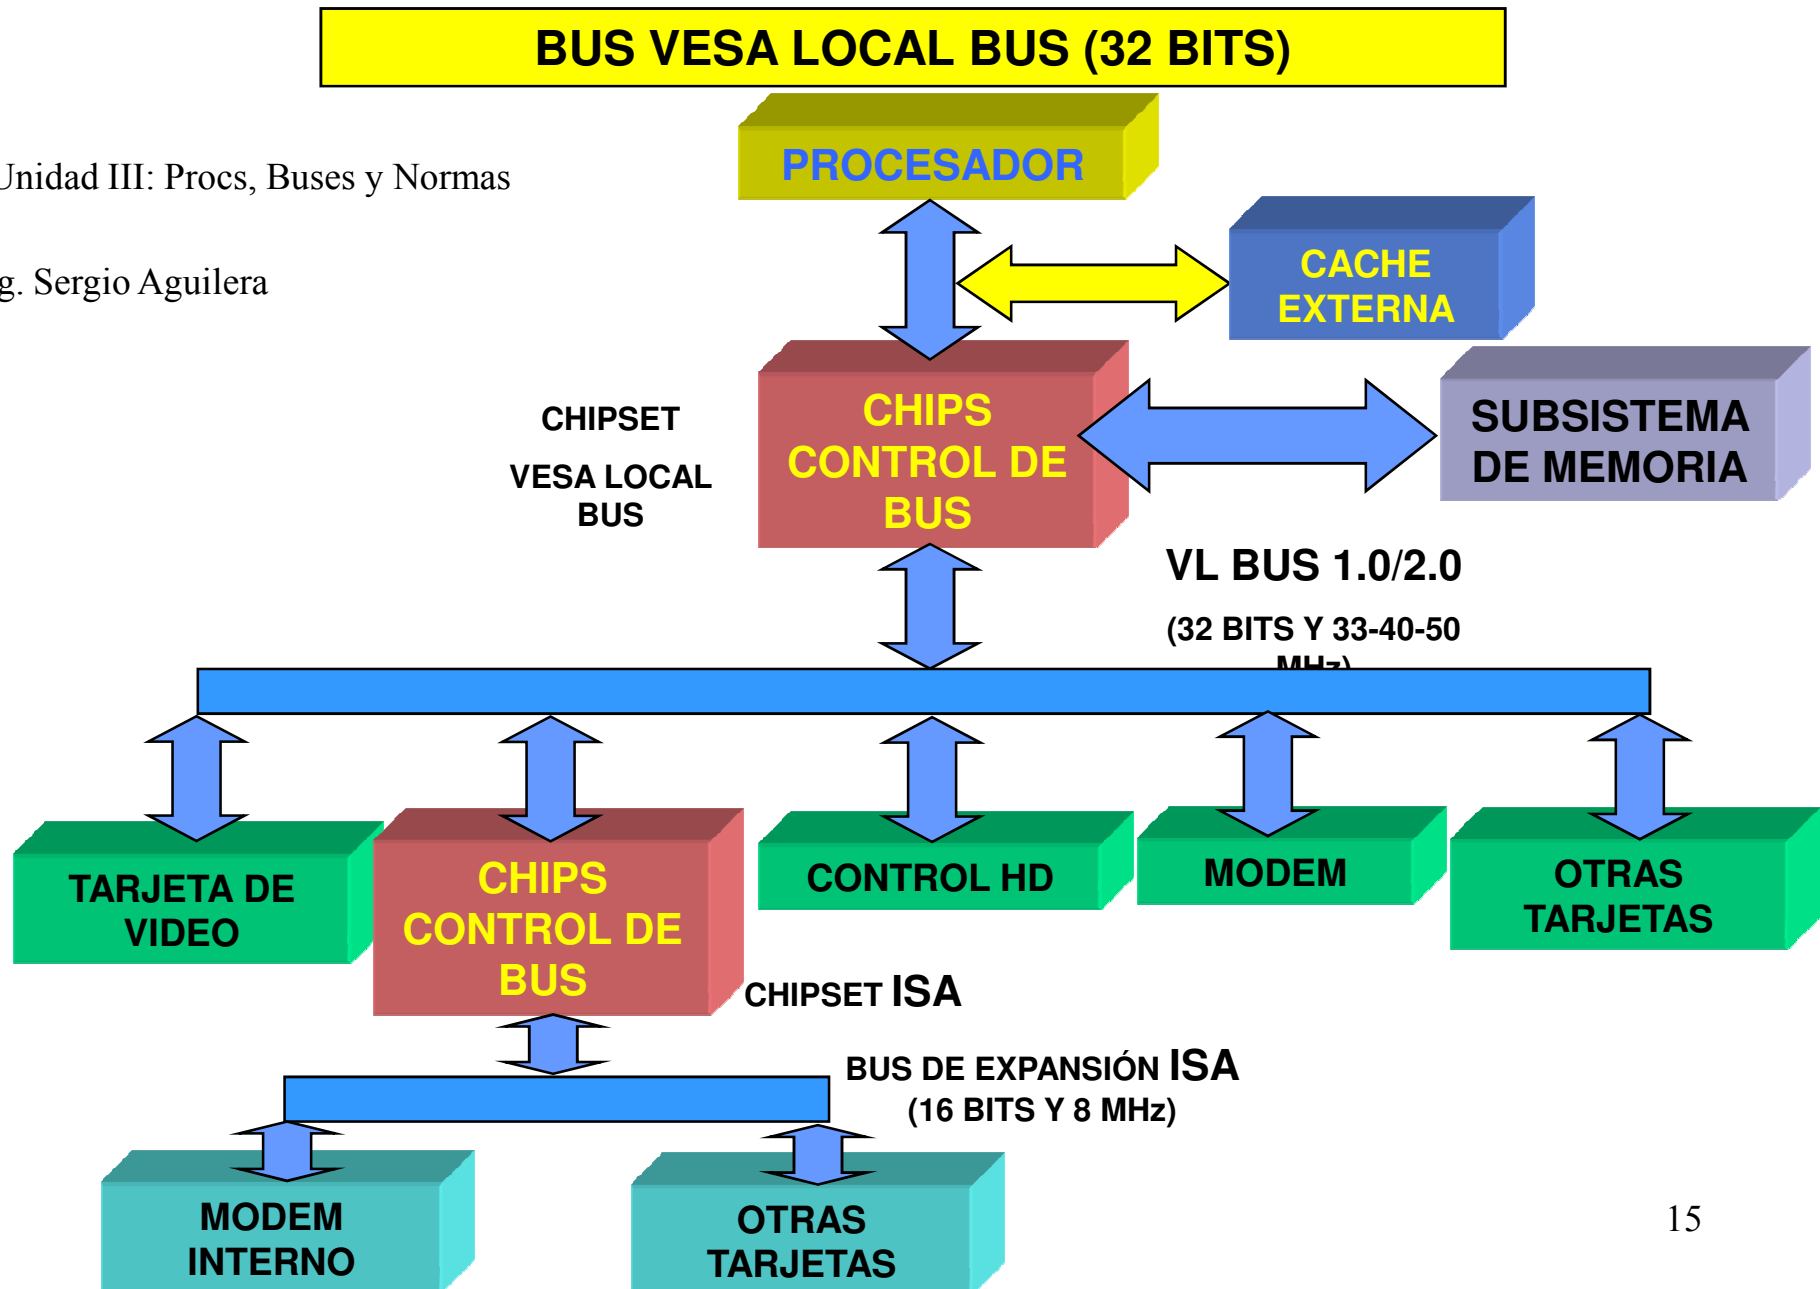 BUS VESA LOCAL BUS (32 BITS)
PROCESADOR
Unidad III: Procs, Buses y Normas
g. Sergio Aguilera
CACHE
EXTERNA
CHIPSET
VESA LOCAL
BUS
CHIPS
CONTROL DE
BUS
SUBSISTEMA
DE MEMORIA
VL BUS 1.0/2.0
(32 BITS Y 33-40-50
MHz)
TARJETA DE
VIDEO
CHIPS
CONTROL DE
BUS
CONTROL HD
MODEM
OTRAS
TARJETAS
CHIPSET ISA
BUS DE EXPANSIÓN ISA
(16 BITS Y 8 MHz)
MODEM
INTERNO
OTRAS
TARJETAS
15